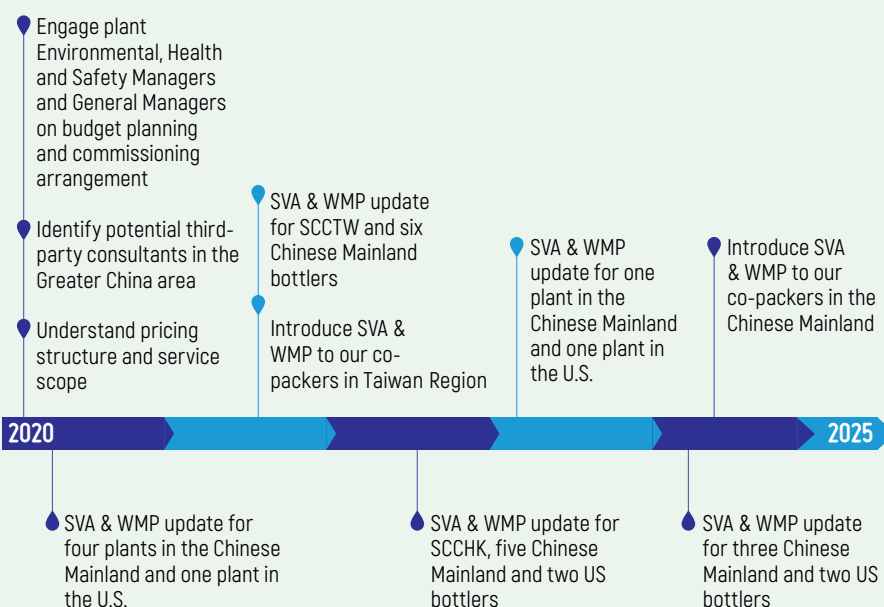 Engage plant
Environmental, Health
and Safety Managers
and General Managers
on budget planning
and commissioning
arrangement
Identify potential third-
party consultants in the
Greater China area
Understand pricing
structure and service
scope
SVA & WMP update
for SCCTW and six
Chinese Mainland
bottlers
Introduce SVA &
WMP to our co-
packers in Taiwan Region
SVA & WMP
update for one
plant in the
Chinese Mainland
and one plant in
the U.S.
Introduce SVA
& WMP to our
co-packers in the
Chinese Mainland
2020
2025
SVA & WMP update for
four plants in the Chinese
Mainland and one plant in
the U.S.
SVA & WMP update for
SCCHK, five Chinese
Mainland and two US
bottlers
SVA & WMP update
for three Chinese
Mainland and two US
bottlers